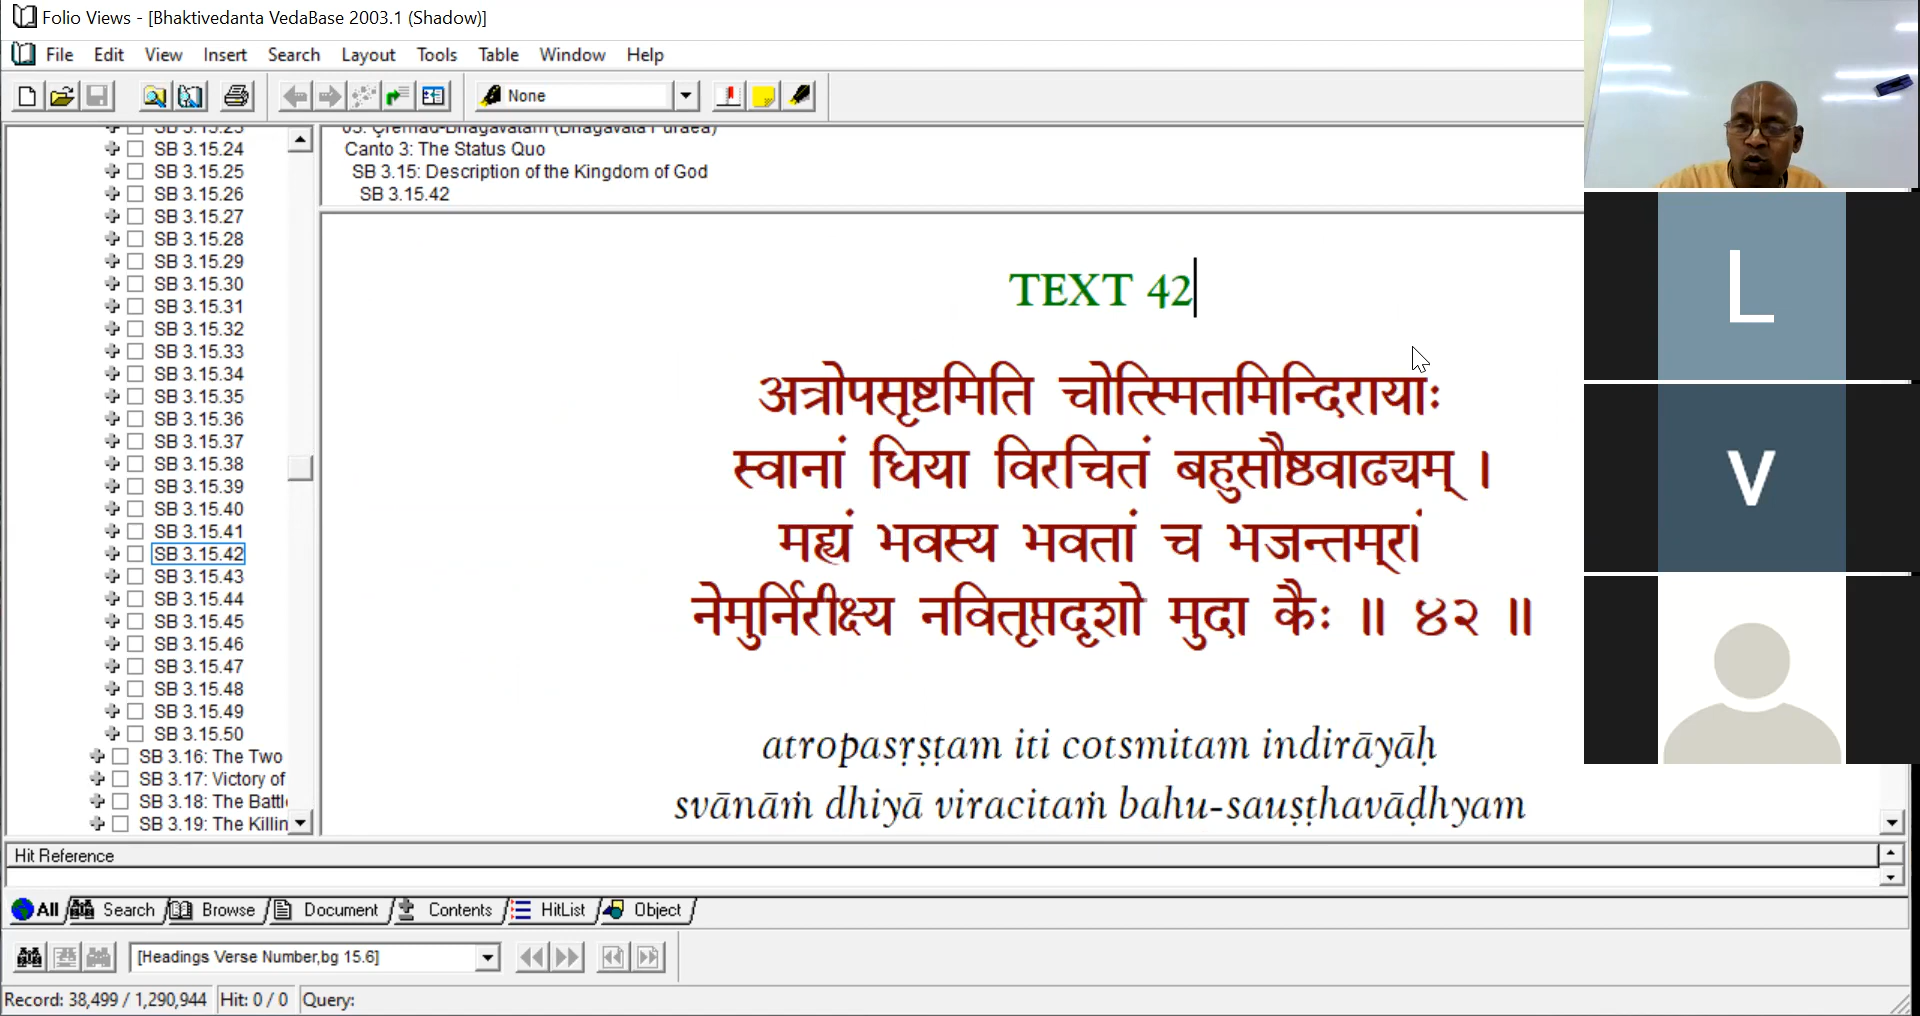 Folio Views - [Bhaktivedanta VedaBase 2003.1 (Shadow)]
File Edit View Insert Search Layout Tools Table Window Help
None
SB 3.15.23
SB 3.15.24
SB 3.15.25
SB 3.15.26
SB 3.15.27
SB 3.15.28
SB 3.15.29
SB 3.15.30
SB 3.15.31
SB 3.15.32
SB 3.15.33
SB 3.15.34
SB 3.15.35
SB 3.15.36
SB 3.15.37
SB 3.15.38
SB 3.15.39
SB 3.15.40
SB 3.15.41
SB 3.15.42
SB 3.15.43
SB 3.15.44
SB 3.15.45
SB 3.15.46
SB 3.15.47
SB 3.15.48
SB 3.15.49
SB 3.15.50
SB 3.16: The Two
SB 3.17: Victory of
SB 3.18: The Battl
SB 3.19: The Killin
Canto 3: The Status Quo
SB 3.15: Description of the Kingdom of God
SB 3.15.42
TEXT 42
अत्रोपसृष्टमिति चोत्स्मितमिन्दिरायाः
स्वानां धिया विरचितं बहुसौष्ठवाढ्यम् ।
मह्यं भवस्य भवतां च भजन्तम्रां
नेमुर्निरीक्ष्य नवितृप्तदृशो मुदा कैः ॥ ४२ ॥
atropasṛṣṭam iti cotsmitam indirāyāḥ
svānāṁ dhiyā viracitaṁ bahu-sauṣṭhavāḍhyam
L
V
Hit Reference
All Search Browse Document Contents HitList Object
[Headings Verse Number,bg 15.6]
Record: 38,499 / 1,290,944 Hit: 0 / 0 Query: